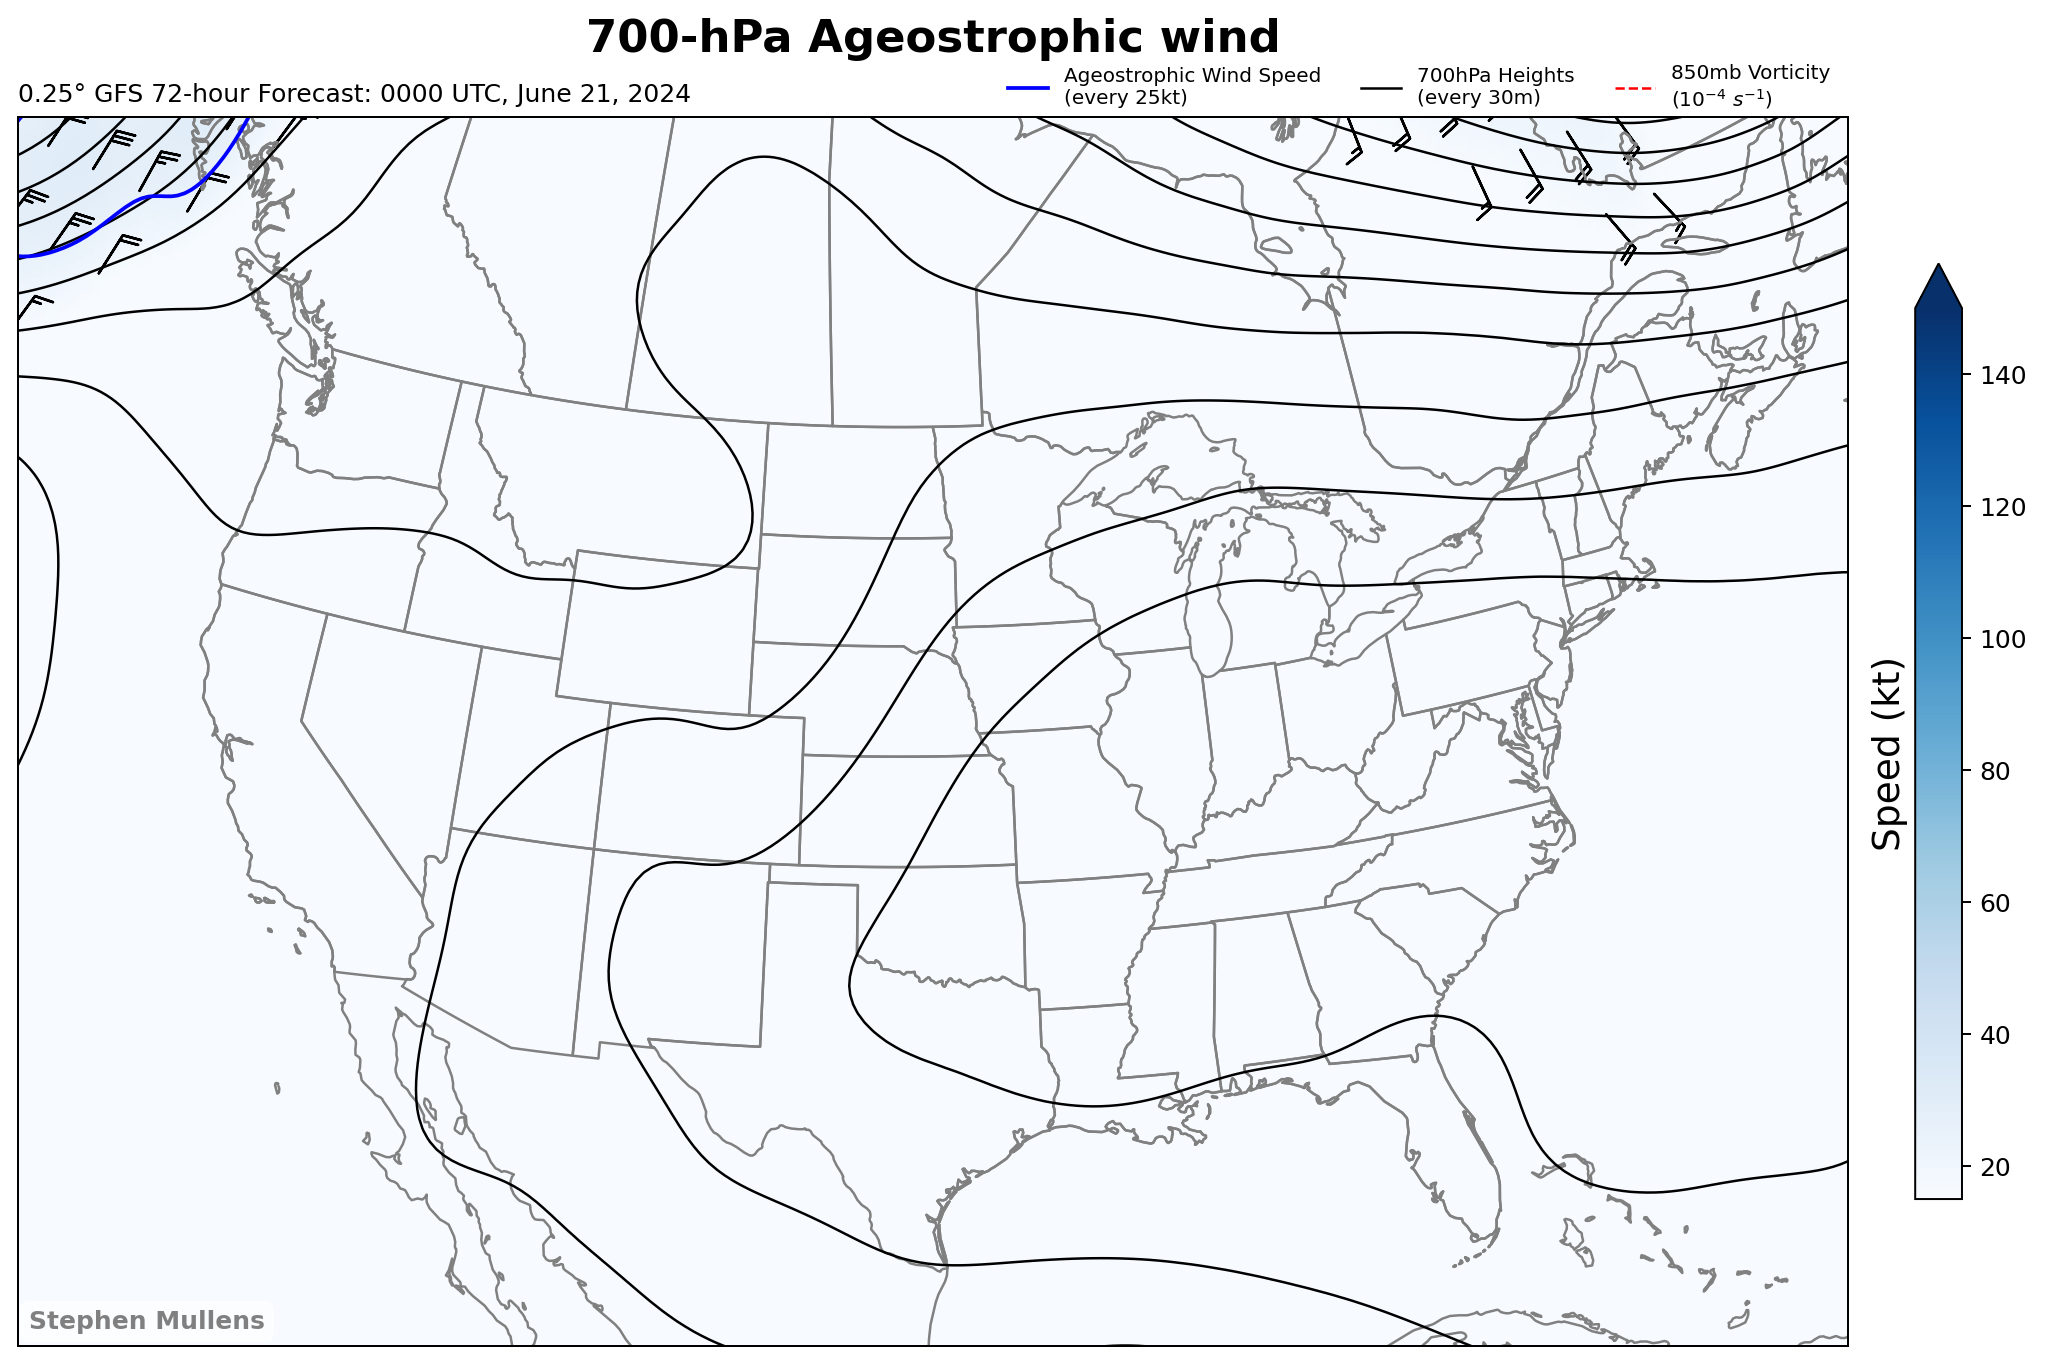 700-hPa Ageostrophic wind
0.25° GFS 72-hour Forecast: 0000 UTC, June 21, 2024
Ageostrophic Wind Speed
(every 25kt)
700hPa Heights
(every 30m)
850mb Vorticity
(10⁻⁴ s⁻¹)
140
120
100
80
60
40
20
Speed (kt)
Stephen Mullens